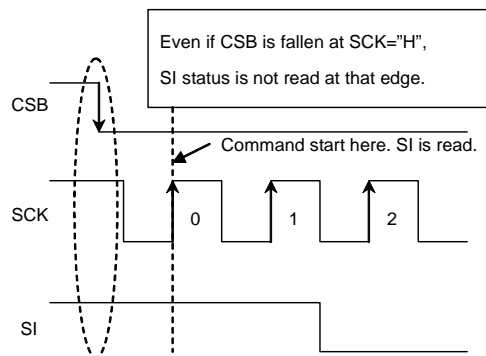 Even if CSB is fallen at SCK=”H”,
SI status is not read at that edge.
CSB
Command start here. SI is read.
SCK
0 1 2
SI